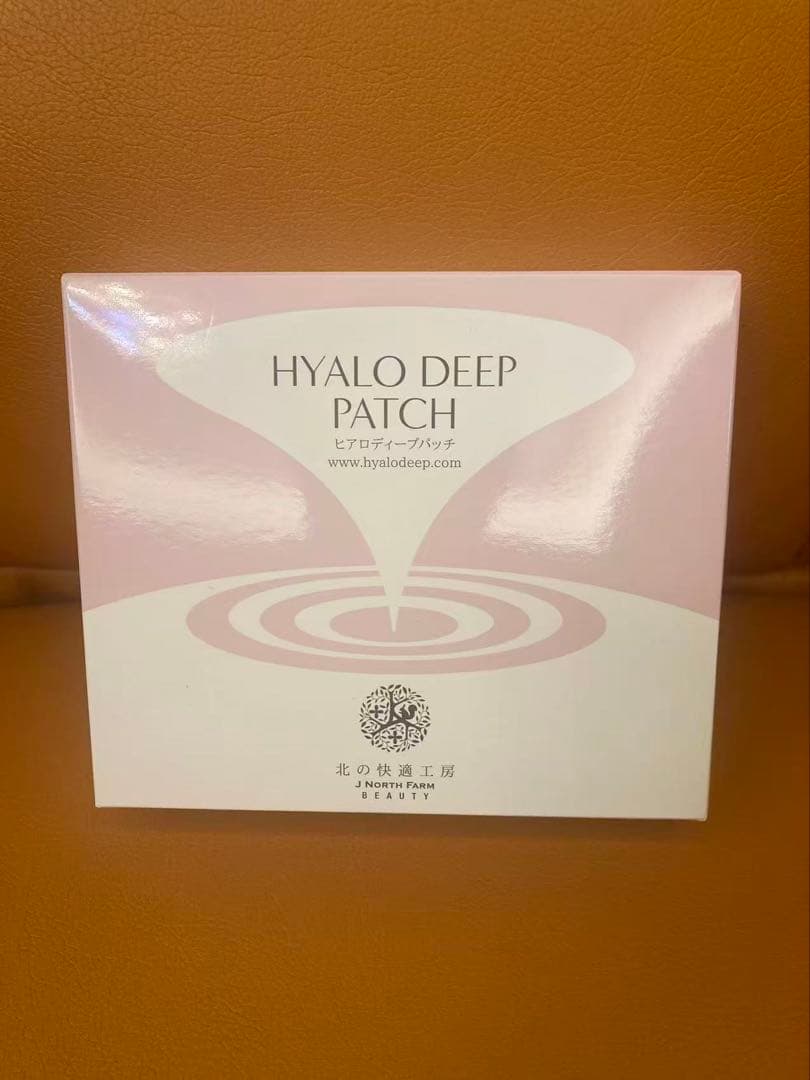 HYALO DEEP
PATCH
ヒアロディープパッチ
www.hyalodeep.com
北の快適工房
J NORTH FARM
BEAUTY